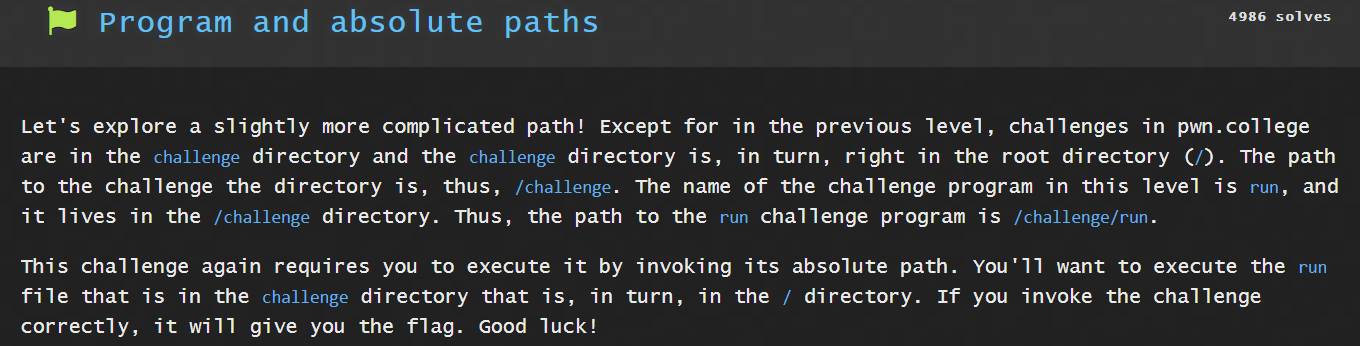 Program and absolute paths
4986 solves
Let's explore a slightly more complicated path! Except for in the previous level, challenges in pwn.college
are in the challenge directory and the challenge directory is, in turn, right in the root directory (/). The path
to the challenge the directory is, thus, /challenge. The name of the challenge program in this level is run, and
it lives in the /challenge directory. Thus, the path to the run challenge program is /challenge/run.
This challenge again requires you to execute it by invoking its absolute path. You'll want to execute the run
file that is in the challenge directory that is, in turn, in the / directory. If you invoke the challenge
correctly, it will give you the flag. Good luck!